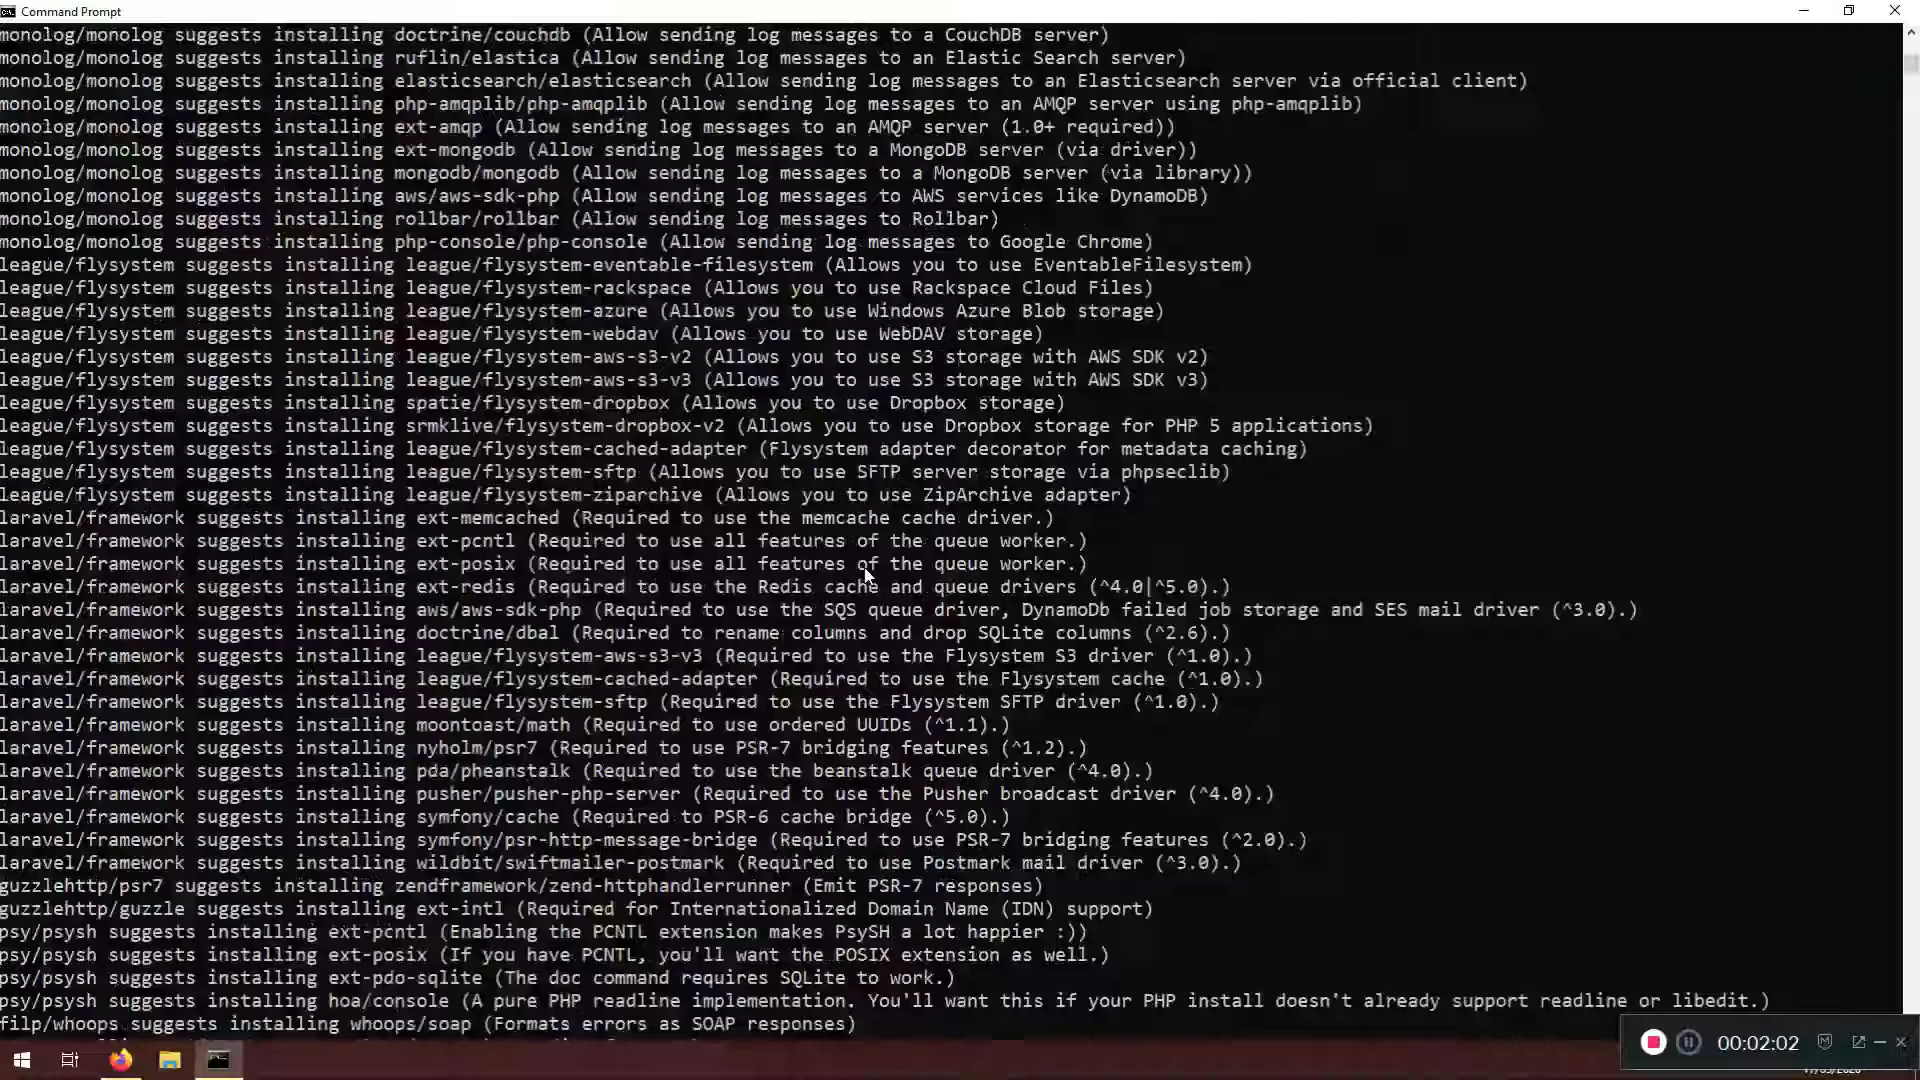 Command Prompt
monolog/monolog suggests installing doctrine/couchdb (Allow sending log messages to a CouchDB server)
monolog/monolog suggests installing ruflin/elastica (Allow sending log messages to an Elastic Search server)
monolog/monolog suggests installing elasticsearch/elasticsearch (Allow sending log messages to an Elasticsearch server via official client)
monolog/monolog suggests installing php-amqplib/php-amqplib (Allow sending log messages to an AMQP server using php-amqplib)
monolog/monolog suggests installing ext-amqp (Allow sending log messages to an AMQP server (1.0+ required))
monolog/monolog suggests installing ext-mongodb (Allow sending log messages to a MongoDB server (via driver))
monolog/monolog suggests installing mongodb/mongodb (Allow sending log messages to a MongoDB server (via library))
monolog/monolog suggests installing aws/aws-sdk-php (Allow sending log messages to AWS services like DynamoDB)
monolog/monolog suggests installing rollbar/rollbar (Allow sending log messages to Rollbar)
monolog/monolog suggests installing php-console/php-console (Allow sending log messages to Google Chrome)
league/flysystem suggests installing league/flysystem-eventable-filesystem (Allows you to use EventableFilesystem)
league/flysystem suggests installing league/flysystem-rackspace (Allows you to use Rackspace Cloud Files)
league/flysystem suggests installing league/flysystem-azure (Allows you to use Windows Azure Blob storage)
league/flysystem suggests installing league/flysystem-webdav (Allows you to use WebDAV storage)
league/flysystem suggests installing league/flysystem-aws-s3-v2 (Allows you to use S3 storage with AWS SDK v2)
league/flysystem suggests installing league/flysystem-aws-s3-v3 (Allows you to use S3 storage with AWS SDK v3)
league/flysystem suggests installing spatie/flysystem-dropbox (Allows you to use Dropbox storage)
league/flysystem suggests installing srmklive/flysystem-dropbox-v2 (Allows you to use Dropbox storage for PHP 5 applications)
league/flysystem suggests installing league/flysystem-cached-adapter (Flysystem adapter decorator for metadata caching)
league/flysystem suggests installing league/flysystem-sftp (Allows you to use SFTP server storage via phpseclib)
league/flysystem suggests installing league/flysystem-ziparchive (Allows you to use ZipArchive adapter)
laravel/framework suggests installing ext-memcached (Required to use the memcache cache driver.)
laravel/framework suggests installing ext-pcntl (Required to use all features of the queue worker.)
laravel/framework suggests installing ext-posix (Required to use all features of the queue worker.)
laravel/framework suggests installing ext-redis (Required to use the Redis cache and queue drivers (^4.0|^5.0).)
laravel/framework suggests installing aws/aws-sdk-php (Required to use the SQS queue driver, DynamoDb failed job storage and SES mail driver (^3.0).)
laravel/framework suggests installing doctrine/dbal (Required to rename columns and drop SQLite columns (^2.6).)
laravel/framework suggests installing league/flysystem-aws-s3-v3 (Required to use the Flysystem S3 driver (^1.0).)
laravel/framework suggests installing league/flysystem-cached-adapter (Required to use the Flysystem cache (^1.0).)
laravel/framework suggests installing league/flysystem-sftp (Required to use the Flysystem SFTP driver (^1.0).)
laravel/framework suggests installing moontoast/math (Required to use ordered UUIDs (^1.1).)
laravel/framework suggests installing nyholm/psr7 (Required to use PSR-7 bridging features (^1.2).)
laravel/framework suggests installing pda/pheanstalk (Required to use the beanstalk queue driver (^4.0).)
laravel/framework suggests installing pusher/pusher-php-server (Required to use the Pusher broadcast driver (^4.0).)
laravel/framework suggests installing symfony/cache (Required to PSR-6 cache bridge (^5.0).)
laravel/framework suggests installing symfony/psr-http-message-bridge (Required to use PSR-7 bridging features (^2.0).)
laravel/framework suggests installing wildbit/swiftmailer-postmark (Required to use Postmark mail driver (^3.0).)
guzzlehttp/psr7 suggests installing zendframework/zend-httphandlerrunner (Emit PSR-7 responses)
guzzlehttp/guzzle suggests installing ext-intl (Required for Internationalized Domain Name (IDN) support)
psy/psysh suggests installing ext-pcntl (Enabling the PCNTL extension makes PsySH a lot happier :))
psy/psysh suggests installing ext-posix (If you have PCNTL, you'll want the POSIX extension as well.)
psy/psysh suggests installing ext-pdo-sqlite (The doc command requires SQLite to work.)
psy/psysh suggests installing hoa/console (A pure PHP readline implementation. You'll want this if your PHP install doesn't already support readline or libedit.)
filp/whoops suggests installing whoops/soap (Formats errors as SOAP responses)
00:02:02